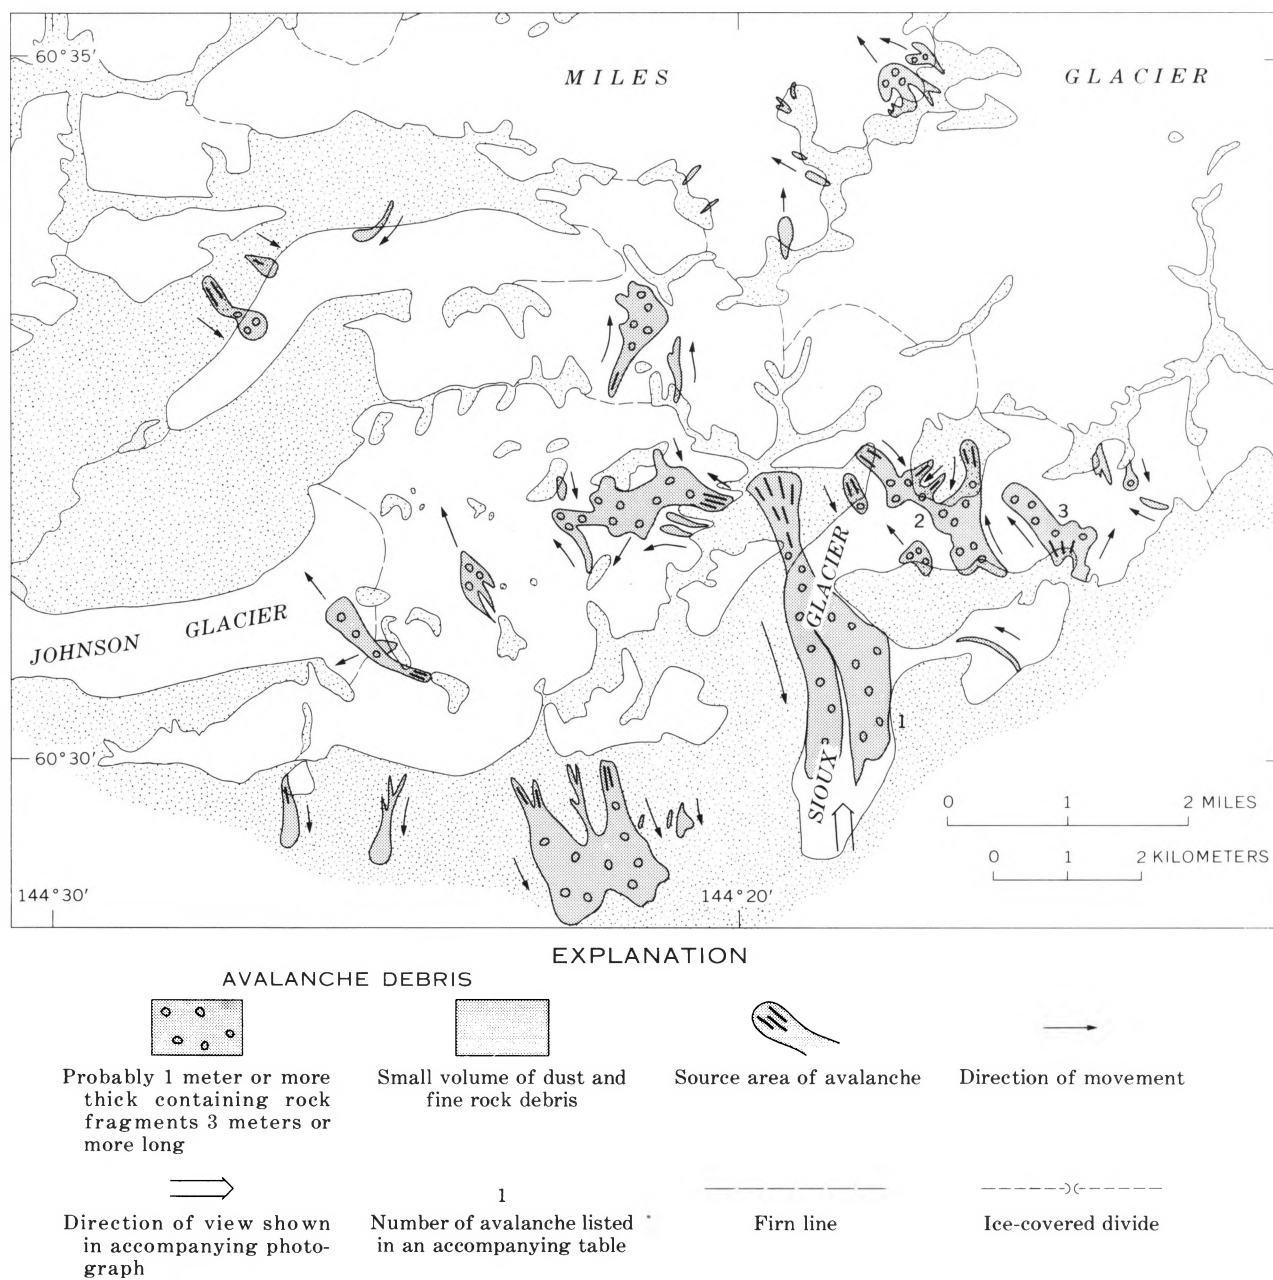 60°35′
MILES GLACIER
JOHNSON GLACIER
SIOUX GLACIER
2
3
1
60°30′
0 1 2 MILES
0 1 2 KILOMETERS
144°30′
144°20′
EXPLANATION
AVALANCHE DEBRIS
Probably 1 meter or more
thick containing rock
fragments 3 meters or
more long
Small volume of dust and
fine rock debris
Source area of avalanche
Direction of movement
Direction of view shown
in accompanying photo-
graph
1
Number of avalanche listed
in an accompanying table
Firn line
Ice-covered divide